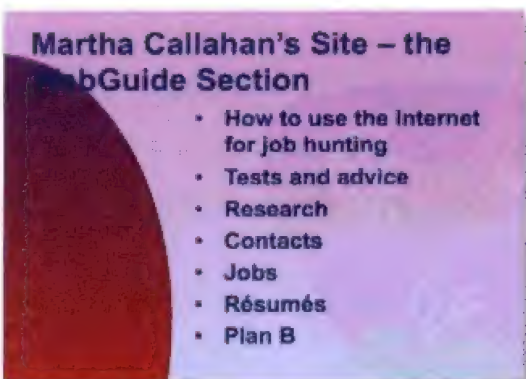 Martha Callahan's Site – the
Section
• How to use the Internet
for job hunting
• Tests and advice
• Research
• Contacts
• Jobs
• Résumés
• Plan B